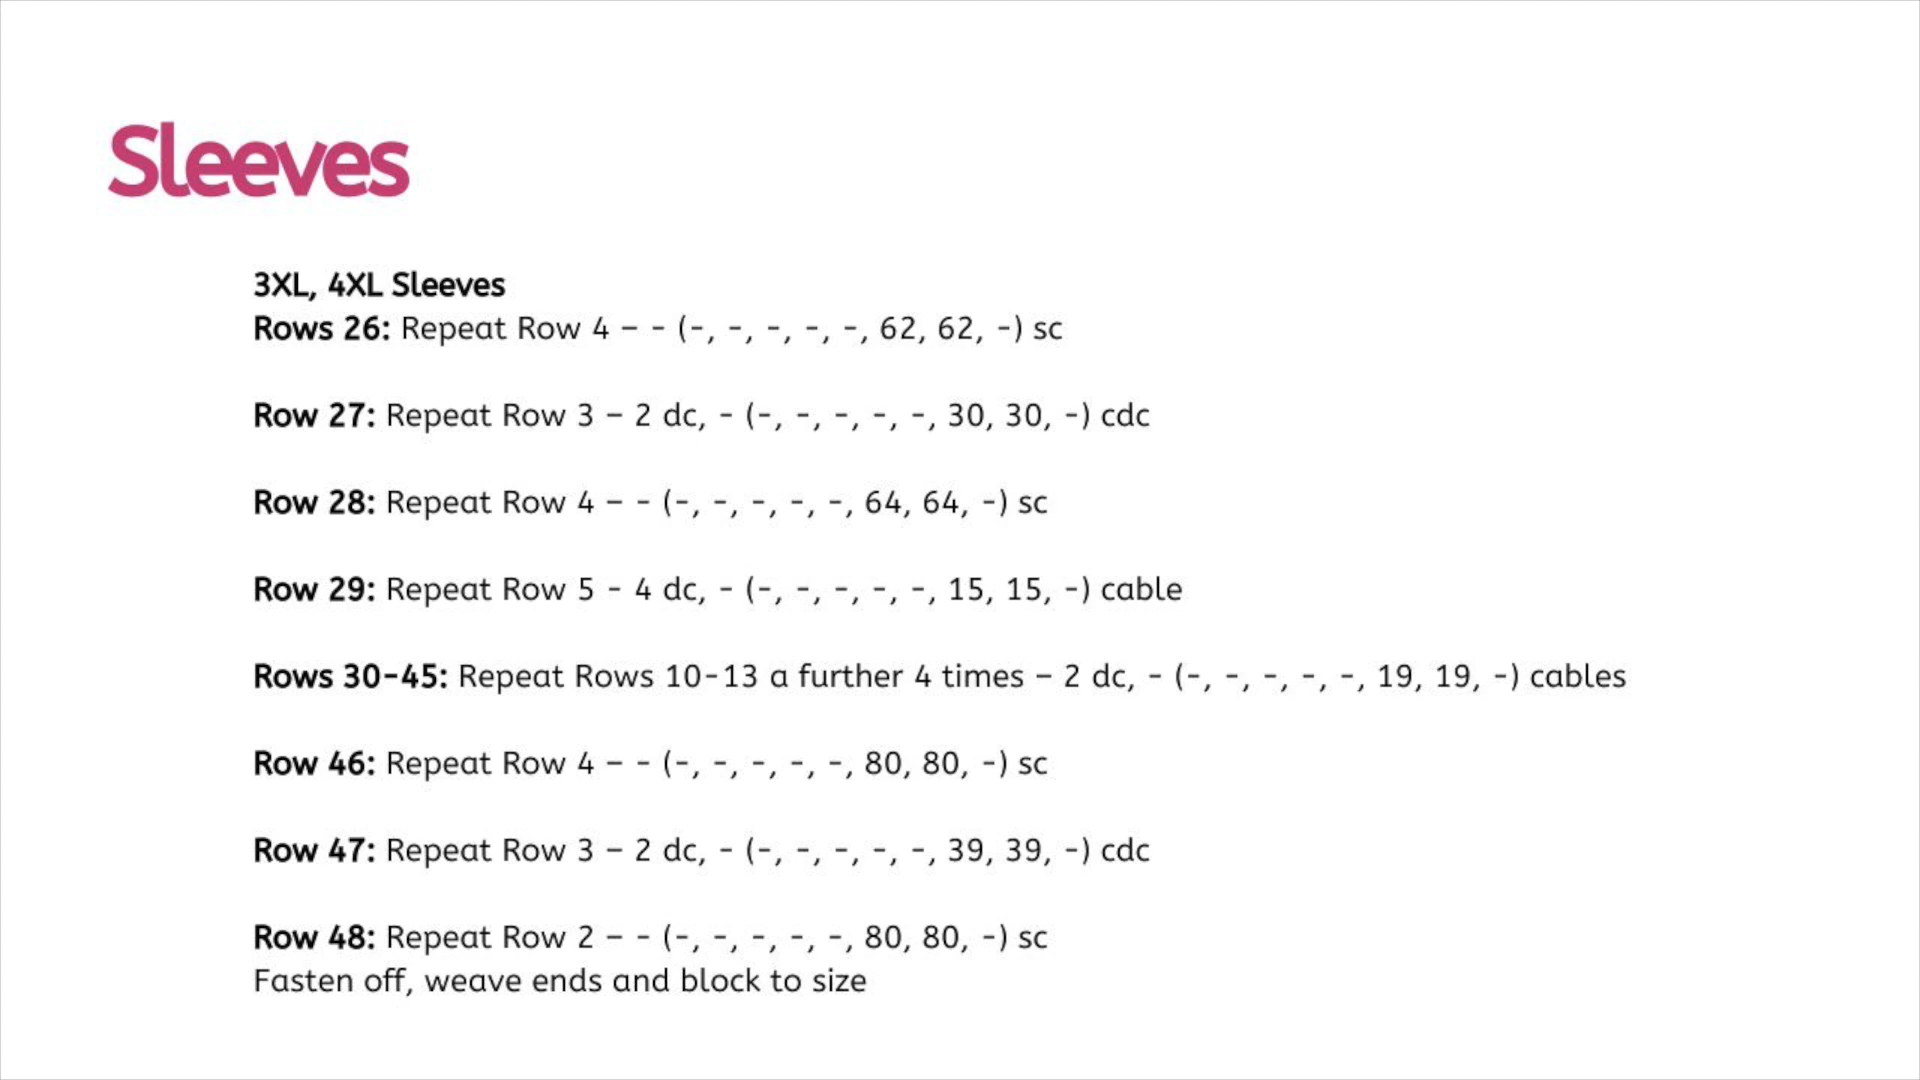 Sleeves
3XL, 4XL Sleeves
Rows 26: Repeat Row 4 – - (-, -, -, -, -, 62, 62, -) sc
Row 27: Repeat Row 3 – 2 dc, - (-, -, -, -, -, 30, 30, -) cdc
Row 28: Repeat Row 4 – - (-, -, -, -, -, 64, 64, -) sc
Row 29: Repeat Row 5 - 4 dc, - (-, -, -, -, -, 15, 15, -) cable
Rows 30-45: Repeat Rows 10-13 a further 4 times – 2 dc, - (-, -, -, -, -, 19, 19, -) cables
Row 46: Repeat Row 4 – - (-, -, -, -, -, 80, 80, -) sc
Row 47: Repeat Row 3 – 2 dc, - (-, -, -, -, -, 39, 39, -) cdc
Row 48: Repeat Row 2 – - (-, -, -, -, -, 80, 80, -) sc
Fasten off, weave ends and block to size